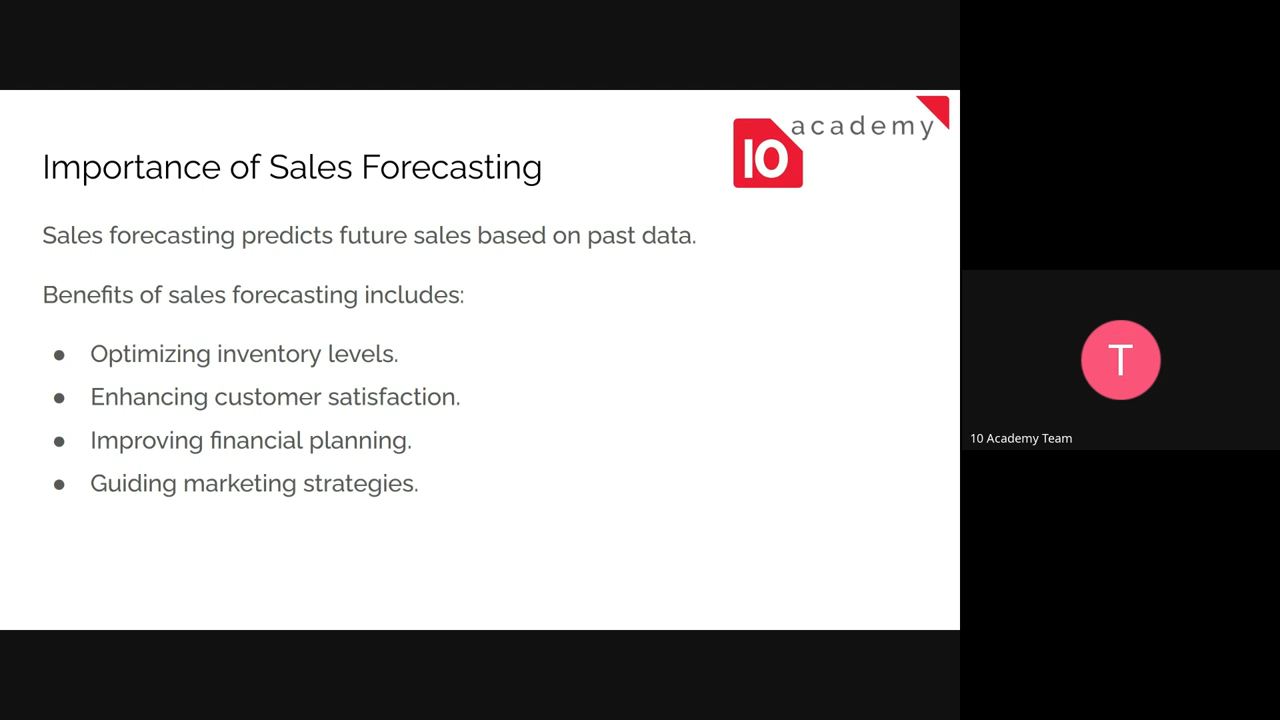 academy
10
Importance of Sales Forecasting
Sales forecasting predicts future sales based on past data.
Benefits of sales forecasting includes:
● Optimizing inventory levels.
● Enhancing customer satisfaction.
● Improving financial planning.
● Guiding marketing strategies.
T
10 Academy Team